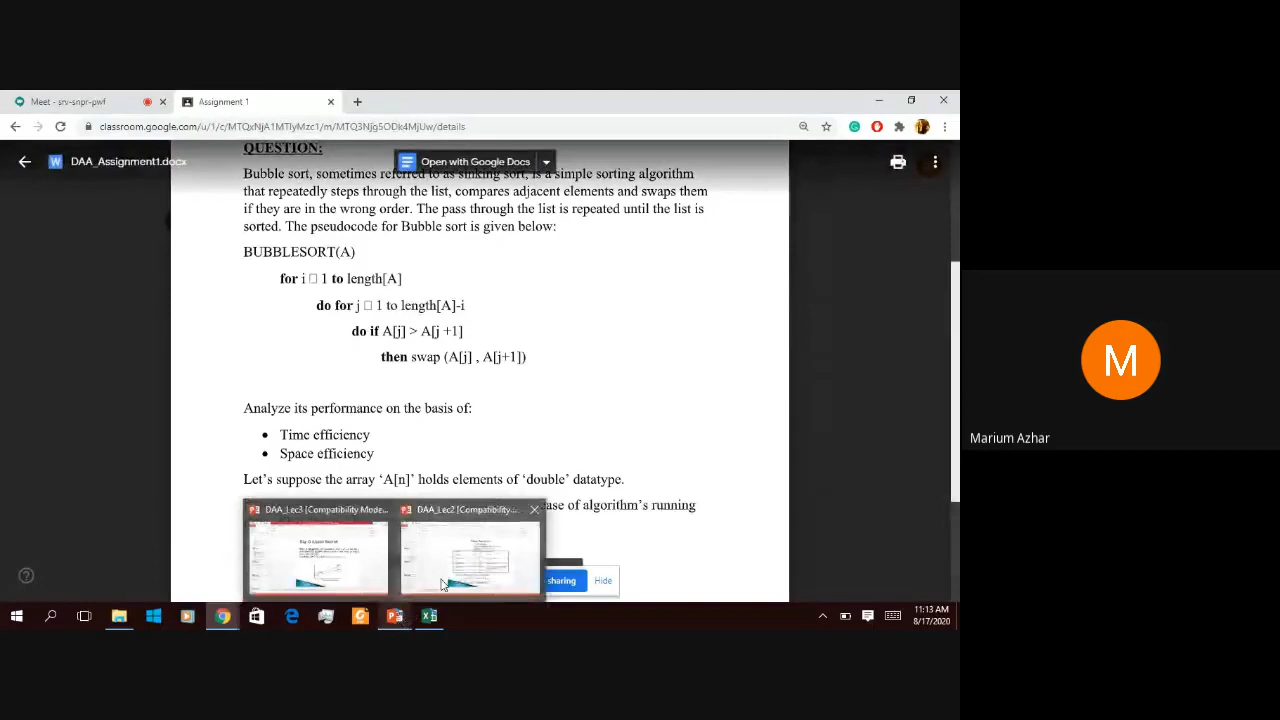 Meet - srv-snpr-pwf
Assignment 1
classroom.google.com/u/1/c/MTQxNjA1MTIyMzc1/m/MTQ3Njg5ODk4MjUw/details
QUESTION:
DAA_Assignment1.docx
Open with Google Docs
Bubble sort, sometimes referred to as sinking sort, is a simple sorting algorithm
that repeatedly steps through the list, compares adjacent elements and swaps them
if they are in the wrong order. The pass through the list is repeated until the list is
sorted. The pseudocode for Bubble sort is given below:
BUBBLESORT(A)
for i □ 1 to length[A]
do for j □ 1 to length[A]-i
do if A[j] > A[j +1]
then swap (A[j] , A[j+1])
Analyze its performance on the basis of:
• Time efficiency
• Space efficiency
Let's suppose the array 'A[n]' holds elements of 'double' datatype.
ase of algorithm's running
DAA_Lec3 [Compatibility Mode...
DAA_Lec2 [Compatibility...
sharing
Hide
11:13 AM
8/17/2020
M
Marium Azhar